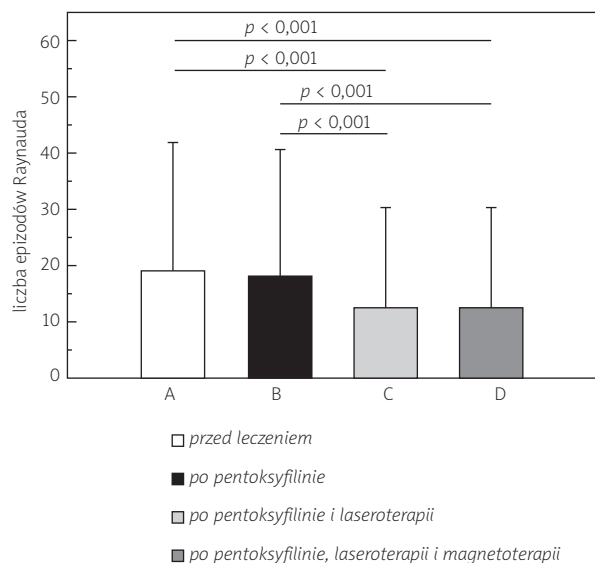 60
50
40
30
20
10
0
liczba epizodów Raynauda
p < 0,001
p < 0,001
p < 0,001
p < 0,001
A B C D
przed leczeniem
po pentoksyfilinie
po pentoksyfilinie i laseroterapii
po pentoksyfilinie, laseroterapii i magnetoterapii